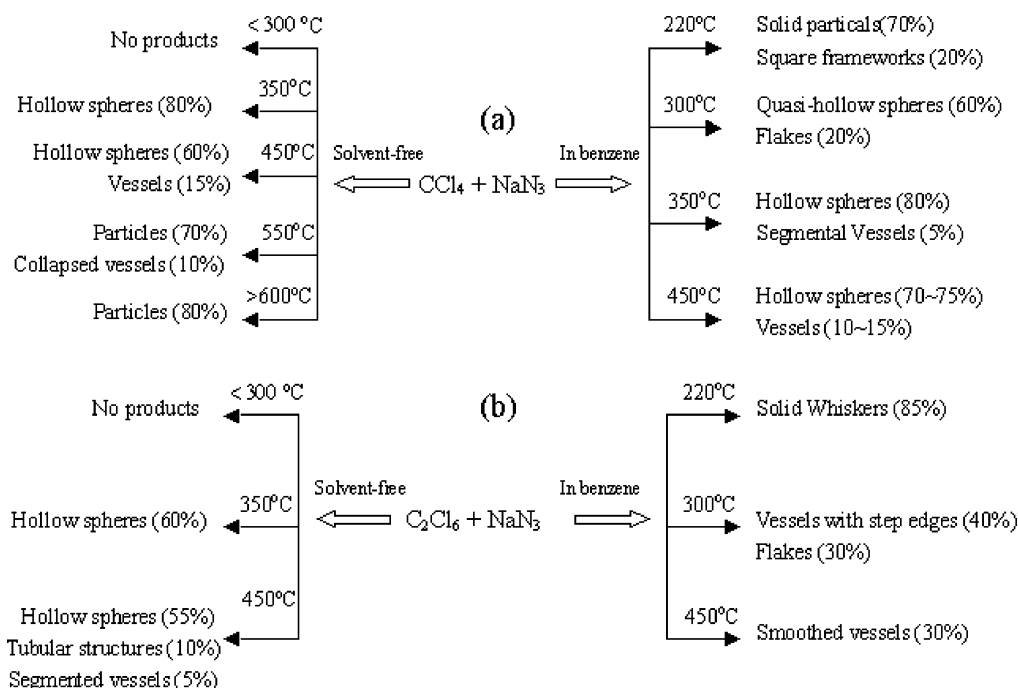 (a)
< 300 °C
No products
350°C
Hollow spheres (80%)
450°C
Hollow spheres (60%)
Vessels (15%)
550°C
Particles (70%)
Collapsed vessels (10%)
>600°C
Particles (80%)
Solvent-free
CCl4 + NaN3
In benzene
220°C
Solid particals(70%)
Square frameworks (20%)
300°C
Quasi-hollow spheres (60%)
Flakes (20%)
350°C
Hollow spheres (80%)
Segmental Vessels (5%)
450°C
Hollow spheres (70~75%)
Vessels (10~15%)
(b)
< 300 °C
No products
350°C
Hollow spheres (60%)
450°C
Hollow spheres (55%)
Tubular structures (10%)
Segmented vessels (5%)
Solvent-free
C2Cl6 + NaN3
In benzene
220°C
Solid Whiskers (85%)
300°C
Vessels with step edges (40%)
Flakes (30%)
450°C
Smoothed vessels (30%)